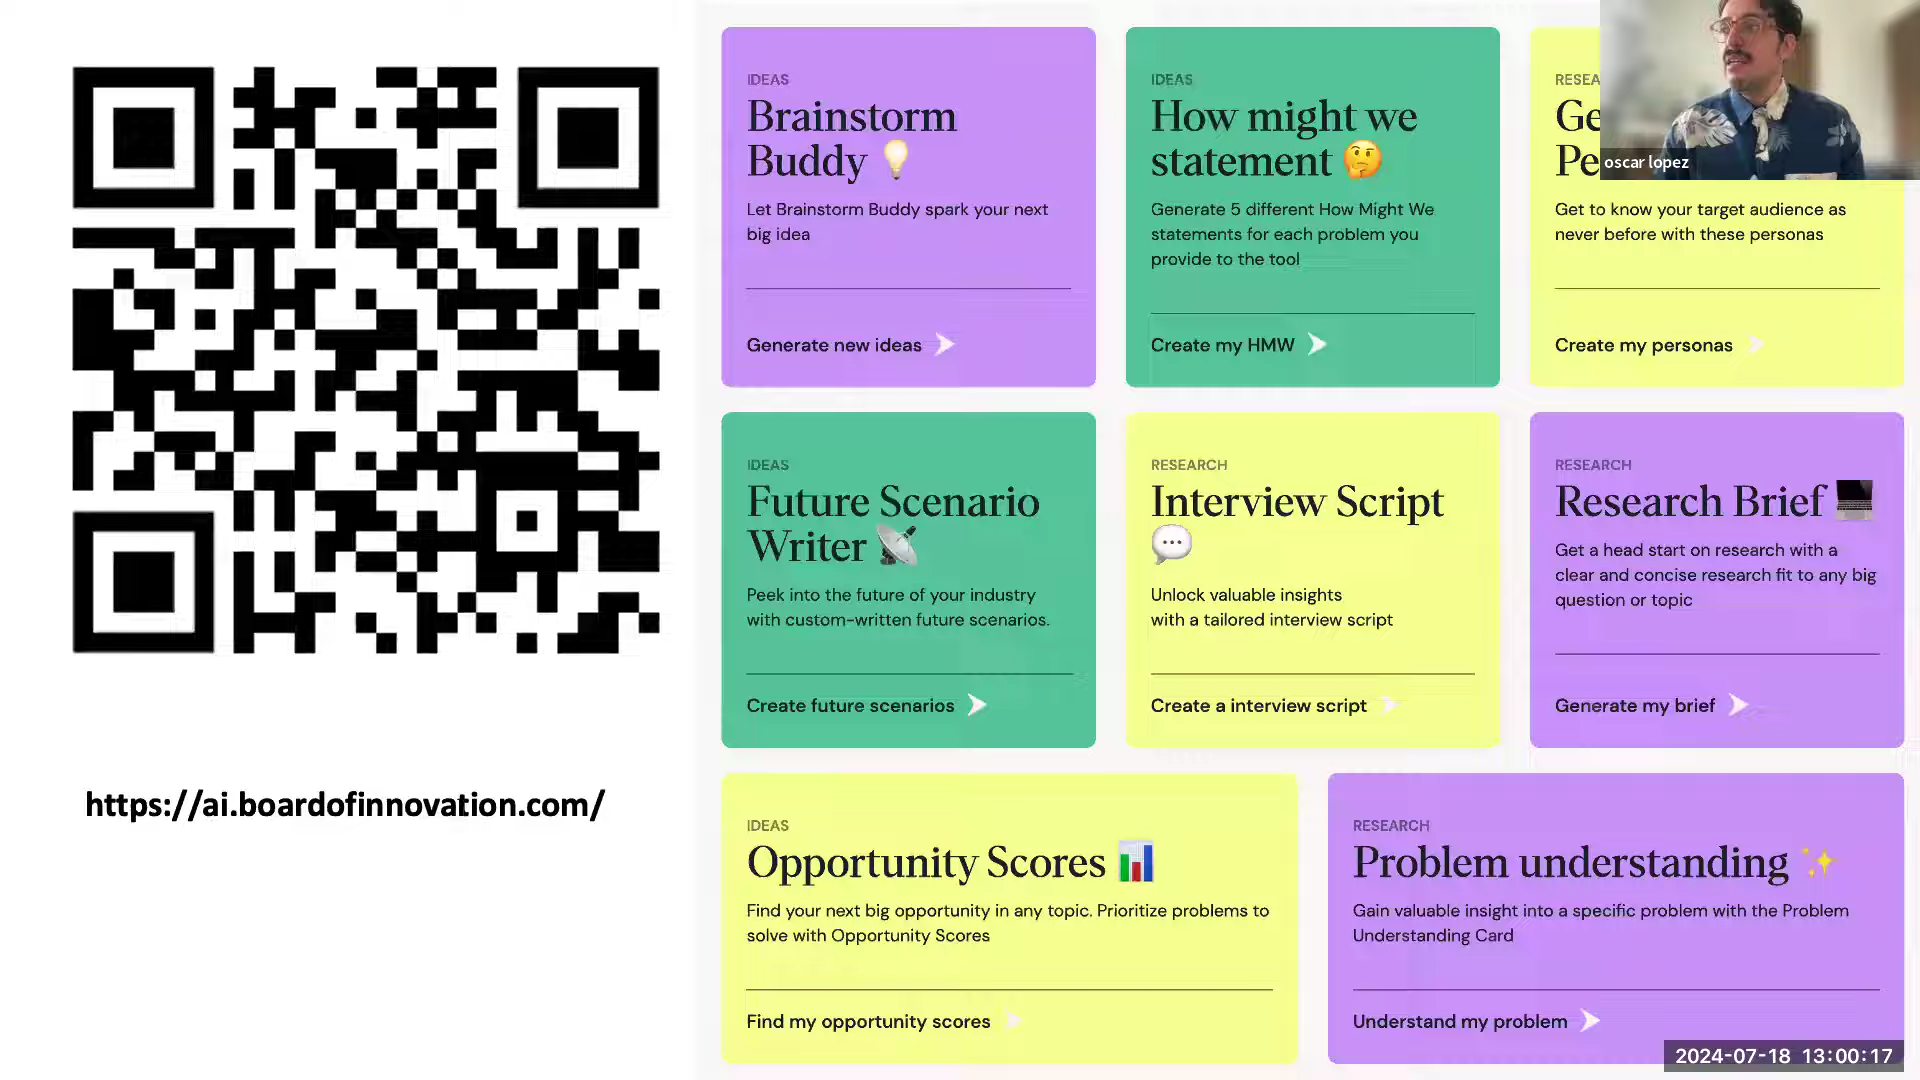 https://ai.boardofinnovation.com/
IDEAS
Brainstorm
Buddy
Let Brainstorm Buddy spark your next
big idea
Generate new ideas
IDEAS
How might we
statement
Generate 5 different How Might We
statements for each problem you
provide to the tool
Create my HMW
RESEA
Ge
Pe
Get to know your target audience as
never before with these personas
Create my personas
oscar lopez
IDEAS
Future Scenario
Writer
Peek into the future of your industry
with custom-written future scenarios.
Create future scenarios
RESEARCH
Interview Script
Unlock valuable insights
with a tailored interview script
Create a interview script
RESEARCH
Research Brief
Get a head start on research with a
clear and concise research fit to any big
question or topic
Generate my brief
IDEAS
Opportunity Scores
Find your next big opportunity in any topic. Prioritize problems to
solve with Opportunity Scores
Find my opportunity scores
RESEARCH
Problem understanding
Gain valuable insight into a specific problem with the Problem
Understanding Card
Understand my problem
2024-07-18 13:00:17